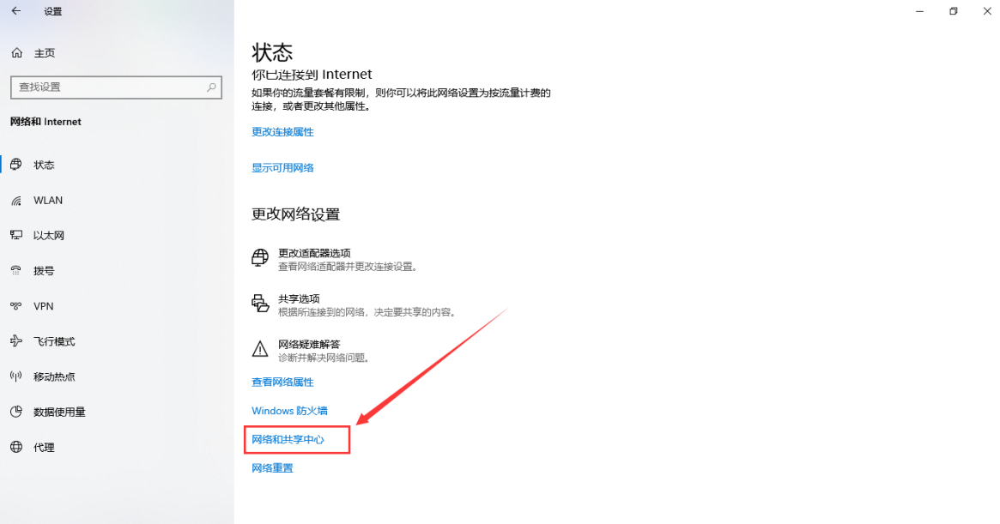 设置
主页
查找设置
网络和 Internet
状态
WLAN
以太网
拨号
VPN
飞行模式
移动热点
数据使用量
代理
状态
你已连接到 Internet
如果你的流量套餐有限制，则你可以将此网络设置为按流量计费的
连接，或者更改其他属性。
更改连接属性
显示可用网络
更改网络设置
更改适配器选项
查看网络适配器并更改连接设置。
共享选项
根据所连接到的网络，决定要共享的内容。
网络疑难解答
诊断并解决网络问题。
查看网络属性
Windows 防火墙
网络和共享中心
网络重置